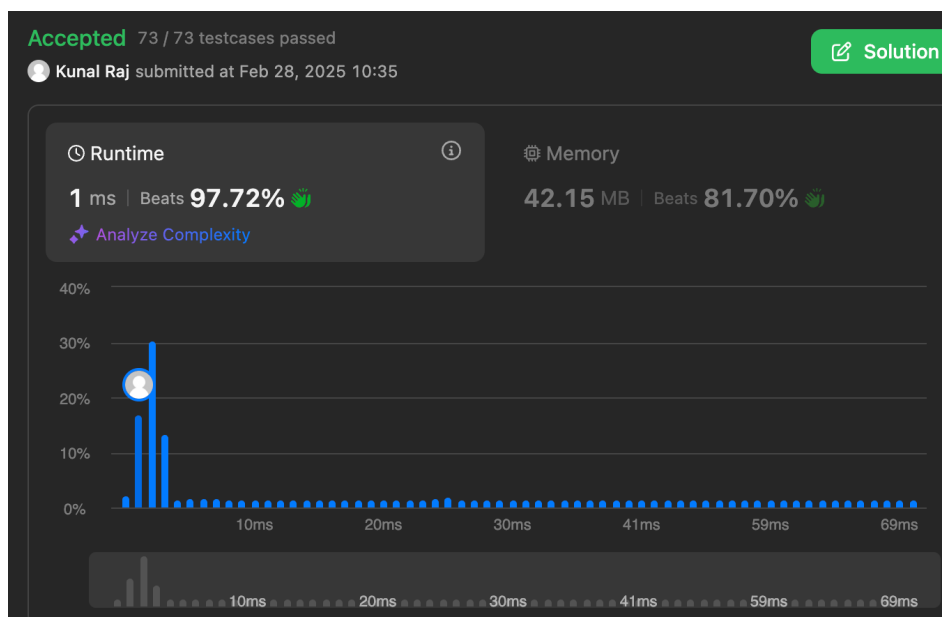 Accepted 73 / 73 testcases passed
Solution
Kunal Raj submitted at Feb 28, 2025 10:35
Runtime
1 ms | Beats 97.72%
Analyze Complexity
Memory
42.15 MB | Beats 81.70%
40%
30%
20%
10%
0%
10ms 20ms 30ms 41ms 59ms 69ms
10ms 20ms 30ms 41ms 59ms 69ms